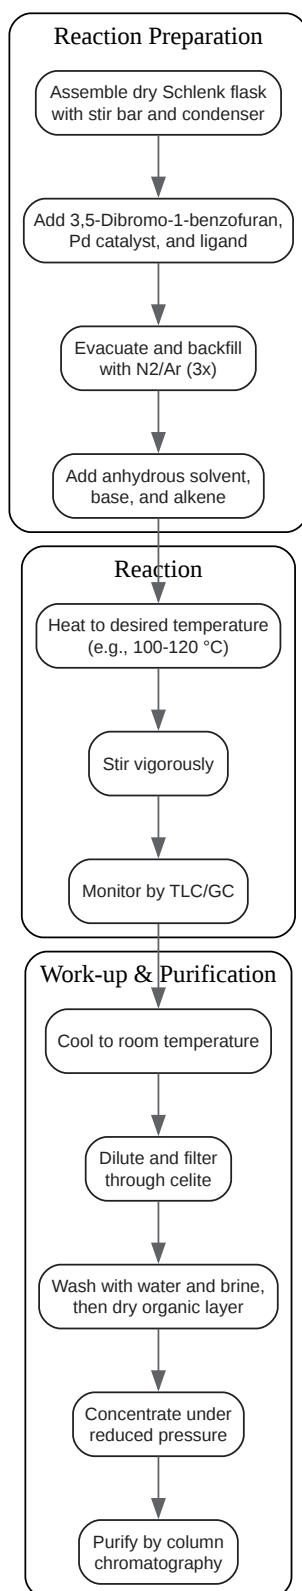 Reaction Preparation
Assemble dry Schlenk flask
with stir bar and condenser
Add 3,5-Dibromo-1-benzofuran,
Pd catalyst, and ligand
Evacuate and backfill
with N2/Ar (3x)
Add anhydrous solvent,
base, and alkene
Reaction
Heat to desired temperature
(e.g., 100-120 °C)
Stir vigorously
Monitor by TLC/GC
Work-up & Purification
Cool to room temperature
Dilute and filter
through celite
Wash with water and brine,
then dry organic layer
Concentrate under
reduced pressure
Purify by column
chromatography